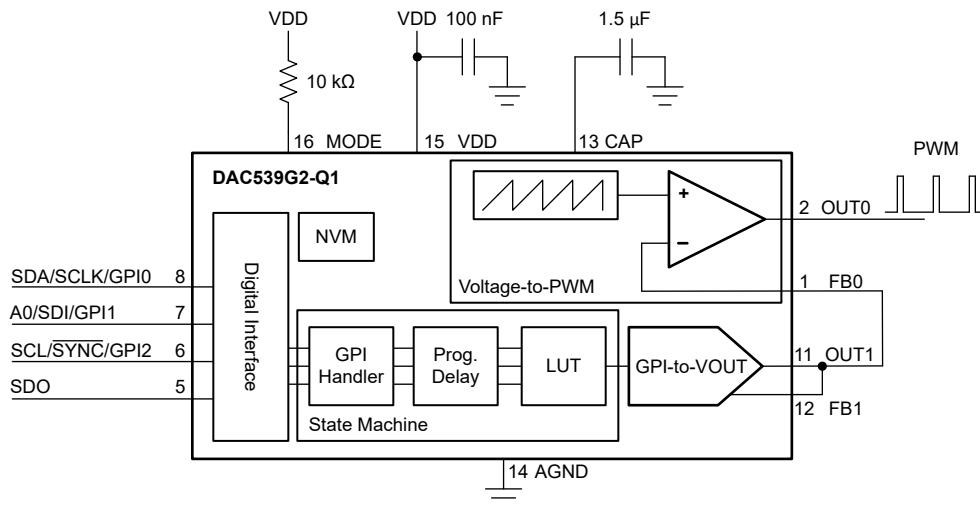 VDD
VDD
100 nF
1.5 µF
10 kΩ
16 MODE
15 VDD
13 CAP
PWM
DAC539G2-Q1
+
−
2 OUT0
NVM
Voltage-to-PWM
1 FB0
SDA/SCLK/GPI0 8
A0/SDI/GPI1 7
SCL/SYNC/GPI2 6
SDO 5
Digital Interface
GPI
Handler
Prog.
Delay
LUT
GPI-to-VOUT
11 OUT1
12 FB1
State Machine
14 AGND